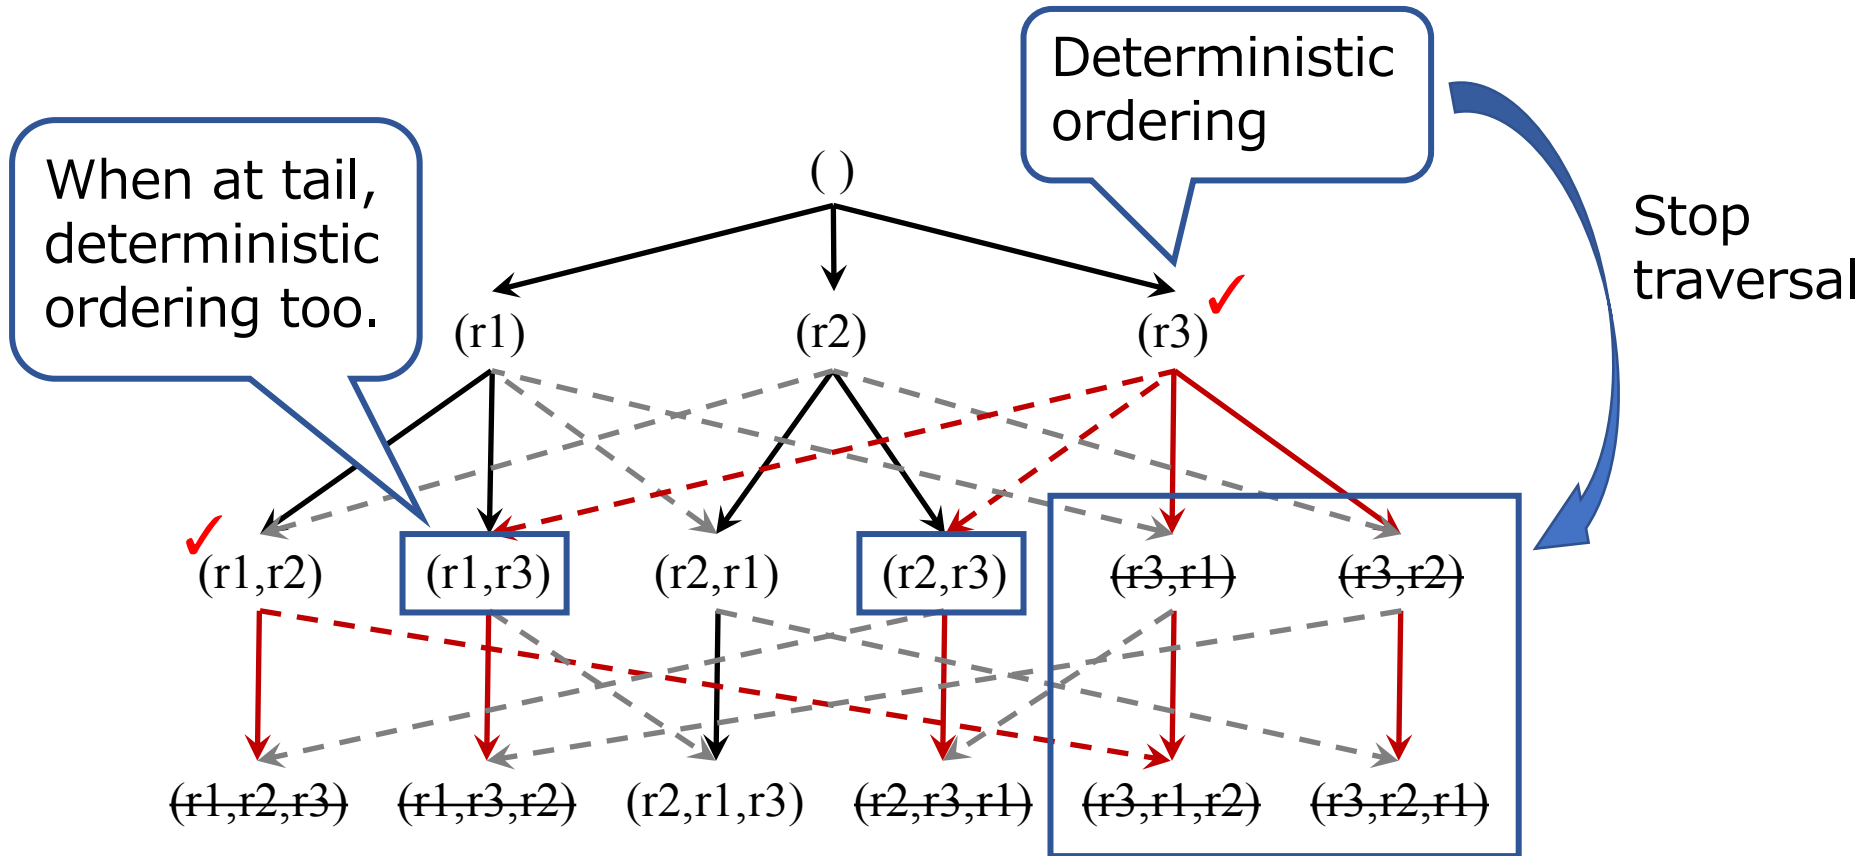 Deterministic
ordering
When at tail,
deterministic
ordering too.
( )
Stop
traversal
(r1) (r2) (r3) ✓
✓ (r1,r2) (r1,r3) (r2,r1) (r2,r3) (r3,r1) (r3,r2)
(r1,r2,r3) (r1,r3,r2) (r2,r1,r3) (r2,r3,r1) (r3,r1,r2) (r3,r2,r1)